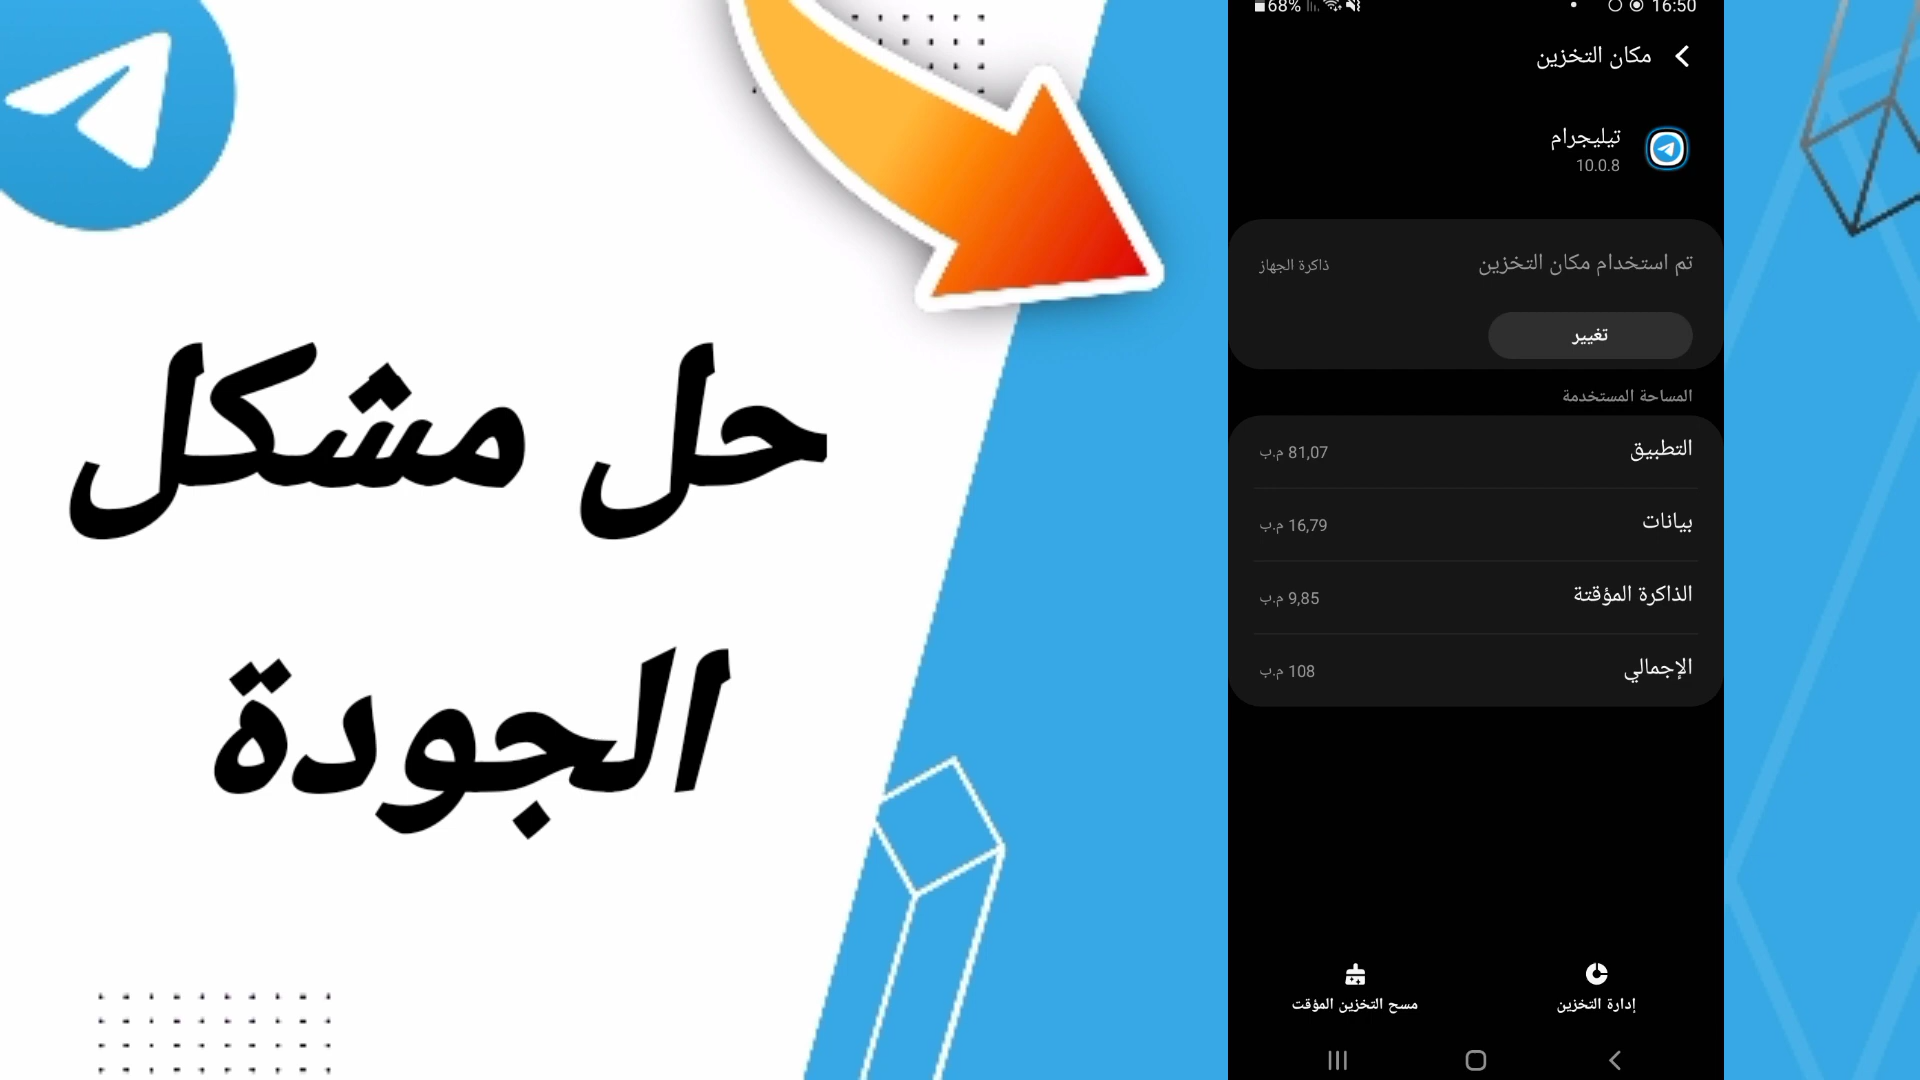 حل مشكل
الجودة
68% 16:50
مكان التخزين
تيليجرام
10.0.8
تم استخدام مكان التخزين ذاكرة الجهاز
تغيير
المساحة المستخدمة
التطبيق 81,07 م.ب
بيانات 16,79 م.ب
الذاكرة المؤقتة 9,85 م.ب
الإجمالي 108 م.ب
إدارة التخزين
مسح التخزين المؤقت